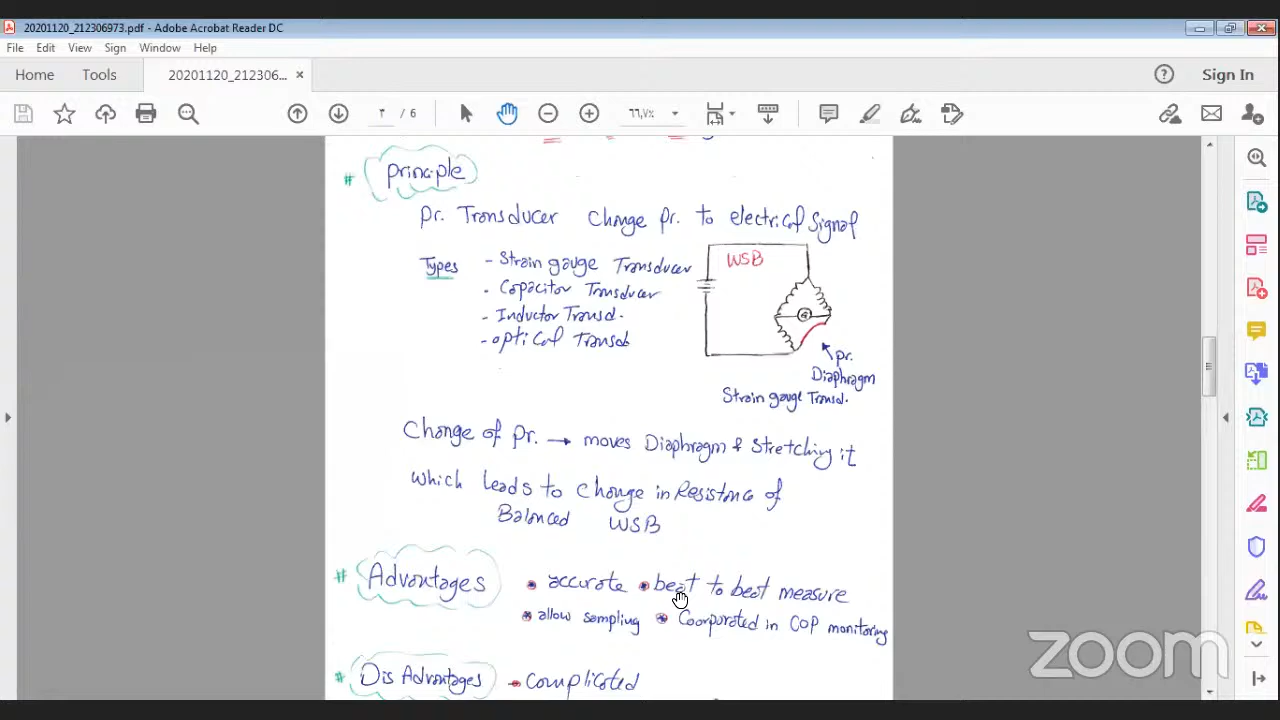 20201120_212306973.pdf - Adobe Acrobat Reader DC
File Edit View Sign Window Help
Home Tools 20201120_212306... × Sign In
٣ / 6 ٦٦,٧%
# principle
Pr. Transducer Change Pr. to electrical signal
Types - Strain gauge Transducer
- Capacitor Transducer
- Inductor Transd.
- optical Transd
WSB
G
Pr.
Diaphragm
Strain gauge Transd.
Change of Pr. → moves Diaphragm & Stretching it
which leads to change in Resistance of
Balanced WSB
# Advantages • accurate • beat to beat measure
• allow sampling • Coorporated in COP monitoring
# Dis Advantages - Complicated
zoom